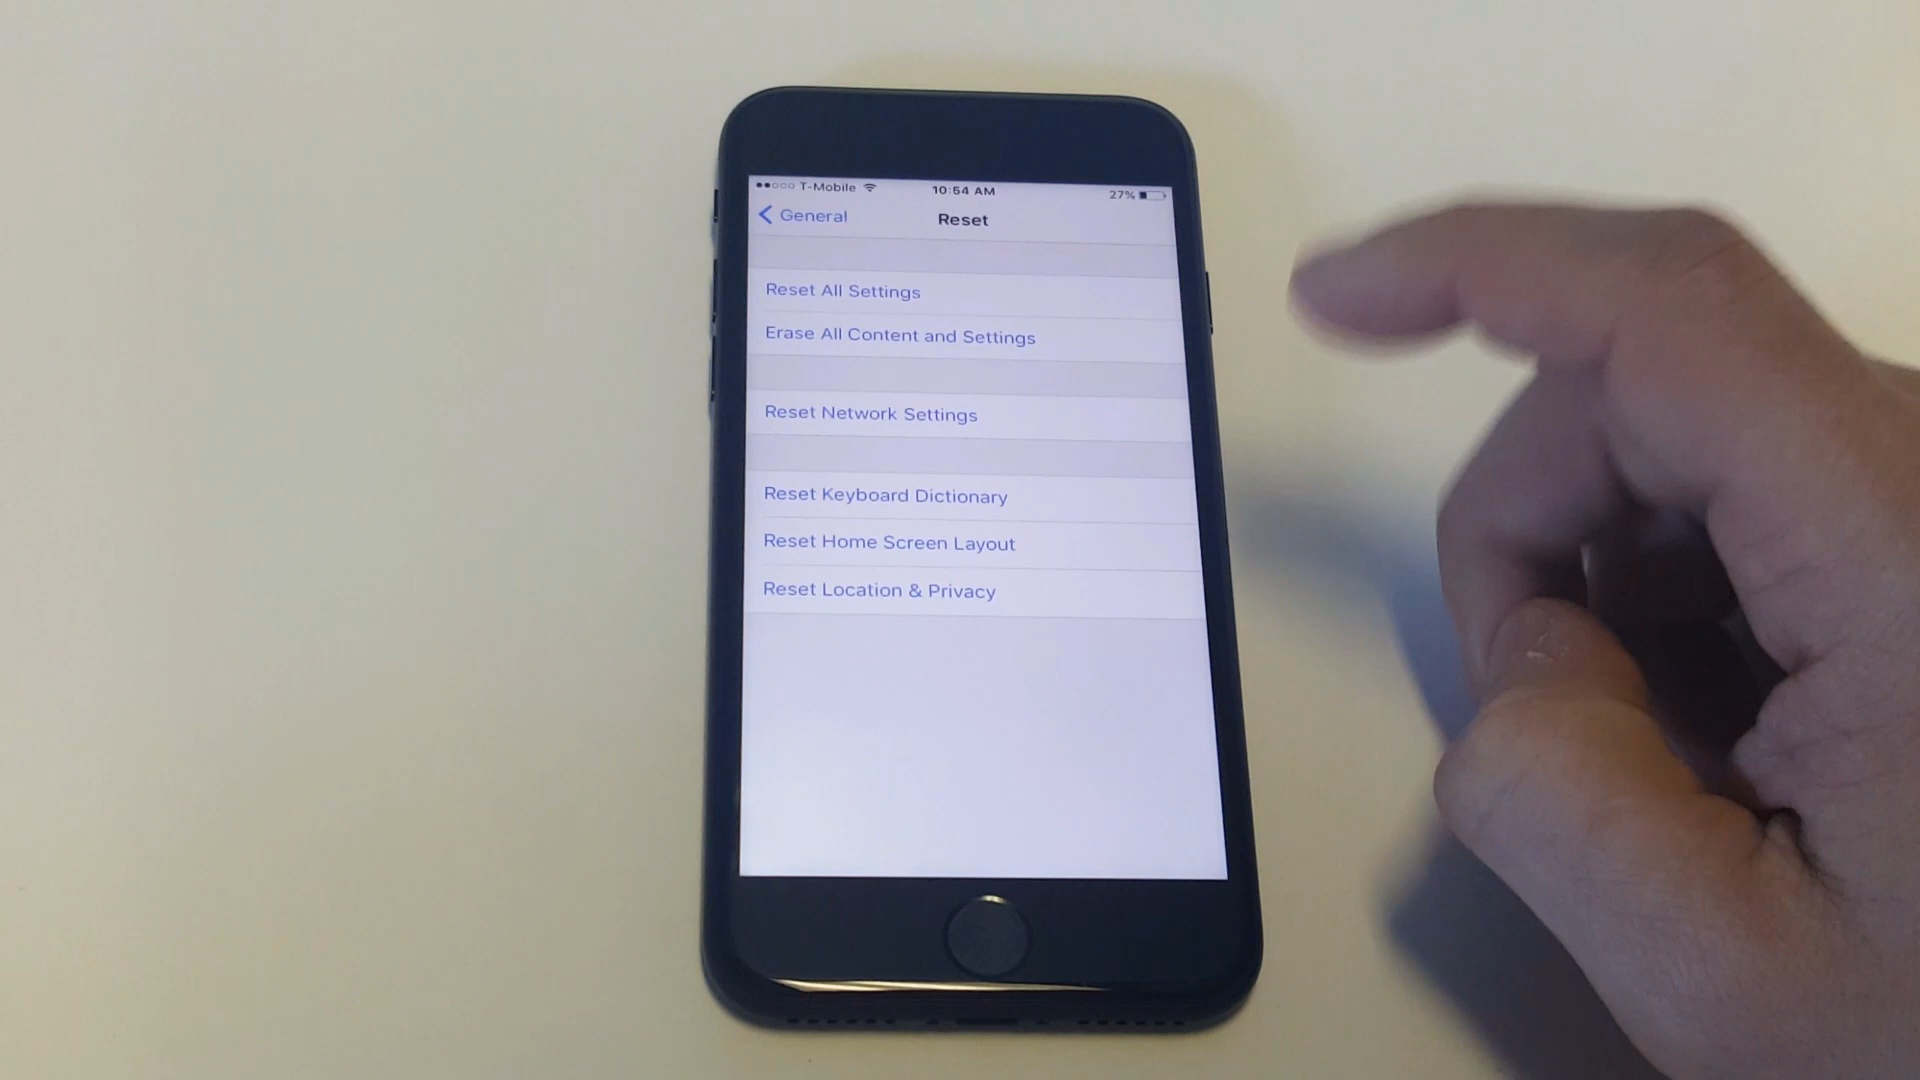 T-Mobile 10:54 AM 27%
General Reset
Reset All Settings
Erase All Content and Settings
Reset Network Settings
Reset Keyboard Dictionary
Reset Home Screen Layout
Reset Location & Privacy